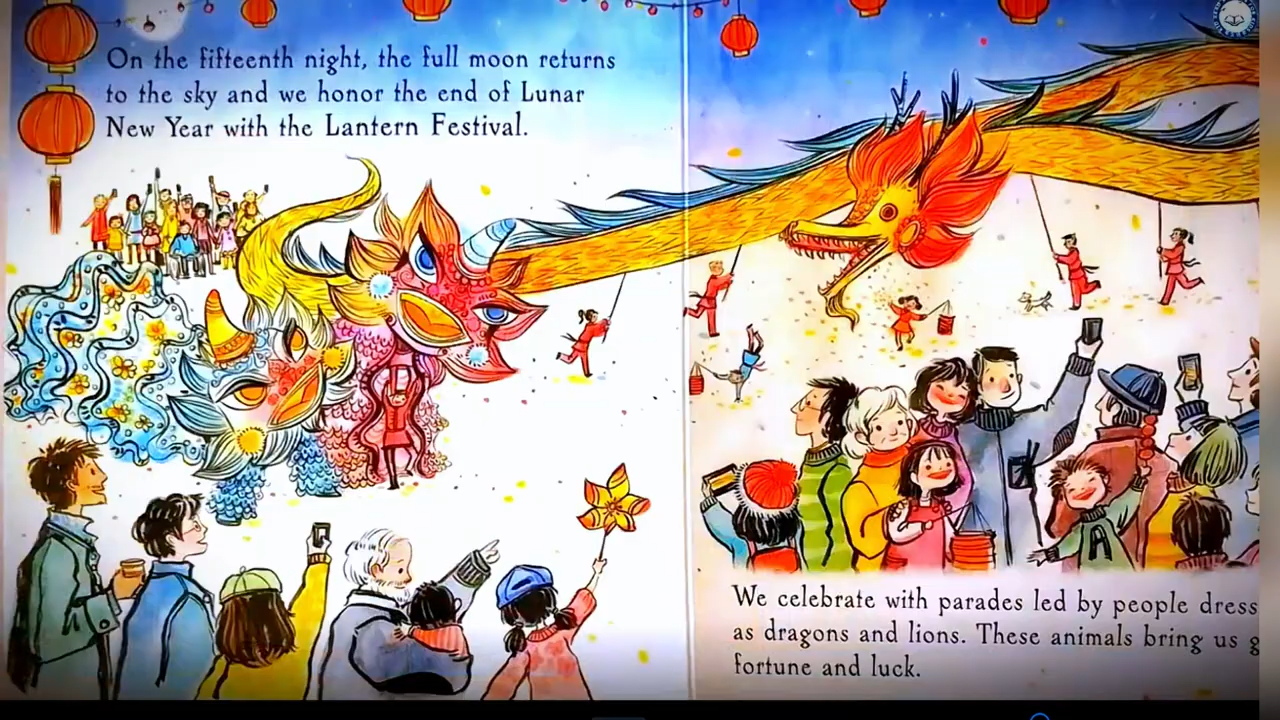 On the fifteenth night, the full moon returns
to the sky and we honor the end of Lunar
New Year with the Lantern Festival.
A
We celebrate with parades led by people dress
as dragons and lions. These animals bring us g
fortune and luck.